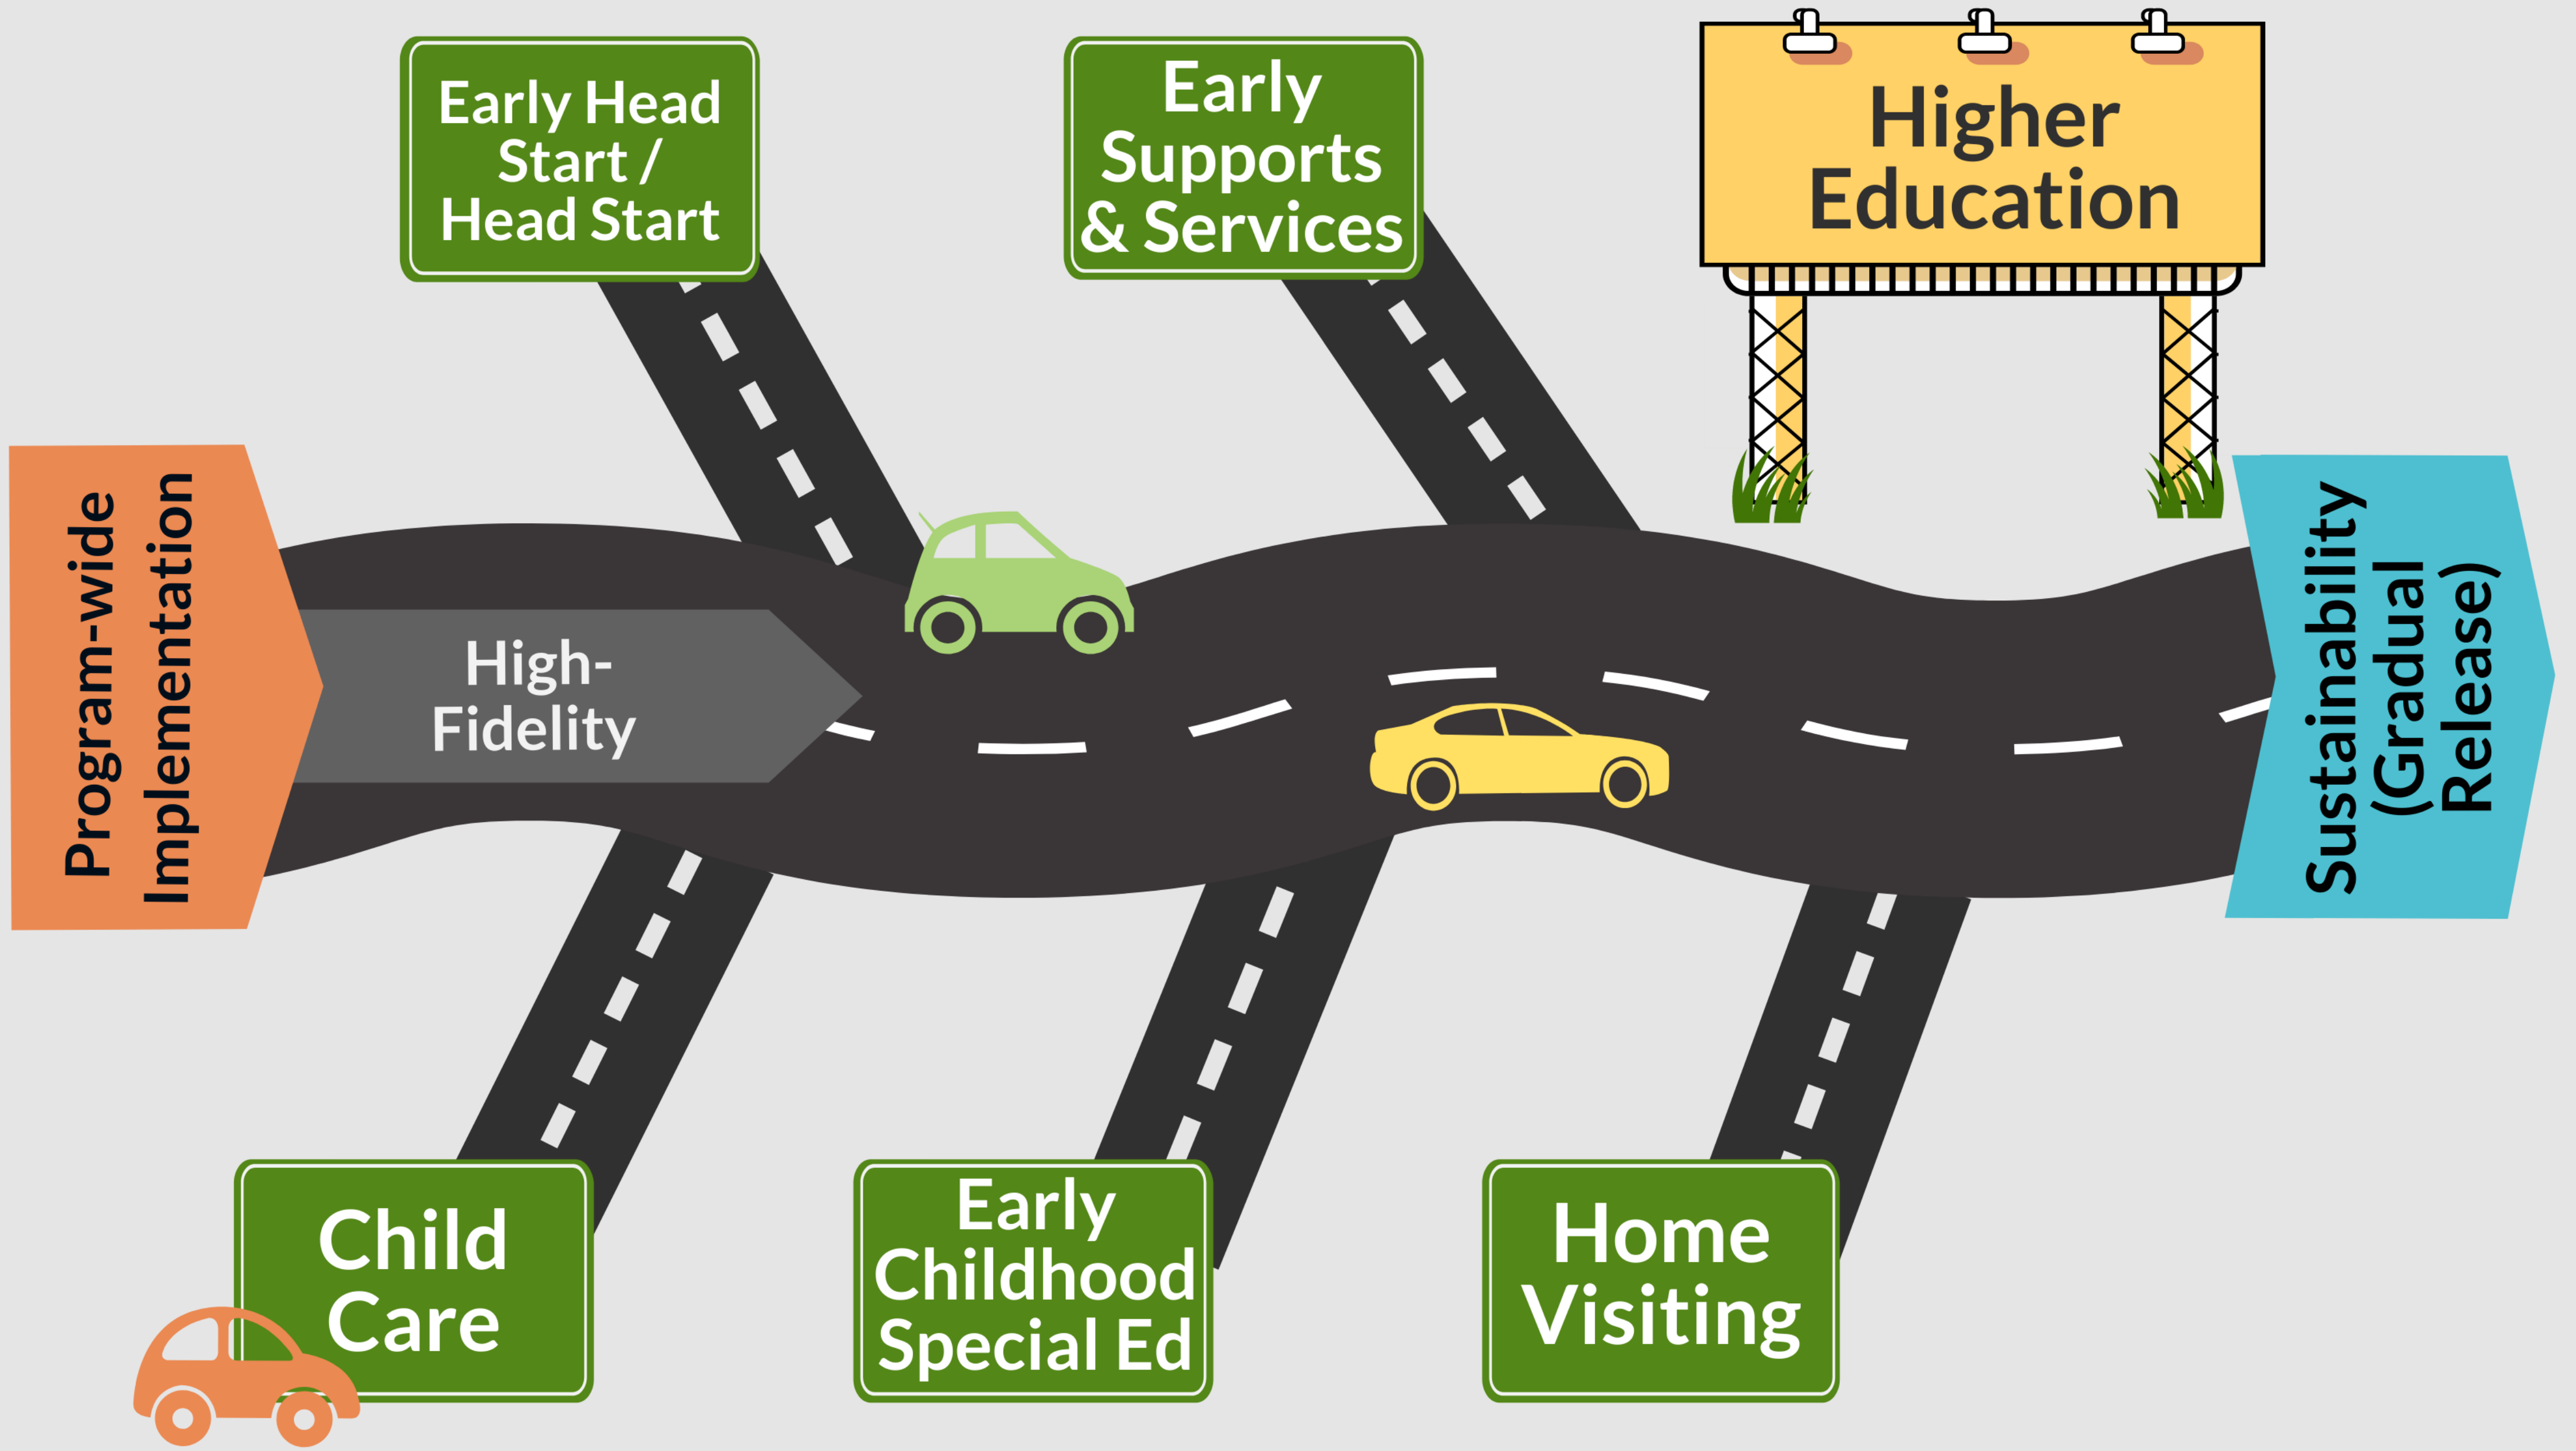 Early Head
Start /
Head Start
Early
Supports
& Services
Higher
Education
Program-wide
Implementation
High-
Fidelity
Sustainability
(Gradual
Release)
Child
Care
Early
Childhood
Special Ed
Home
Visiting